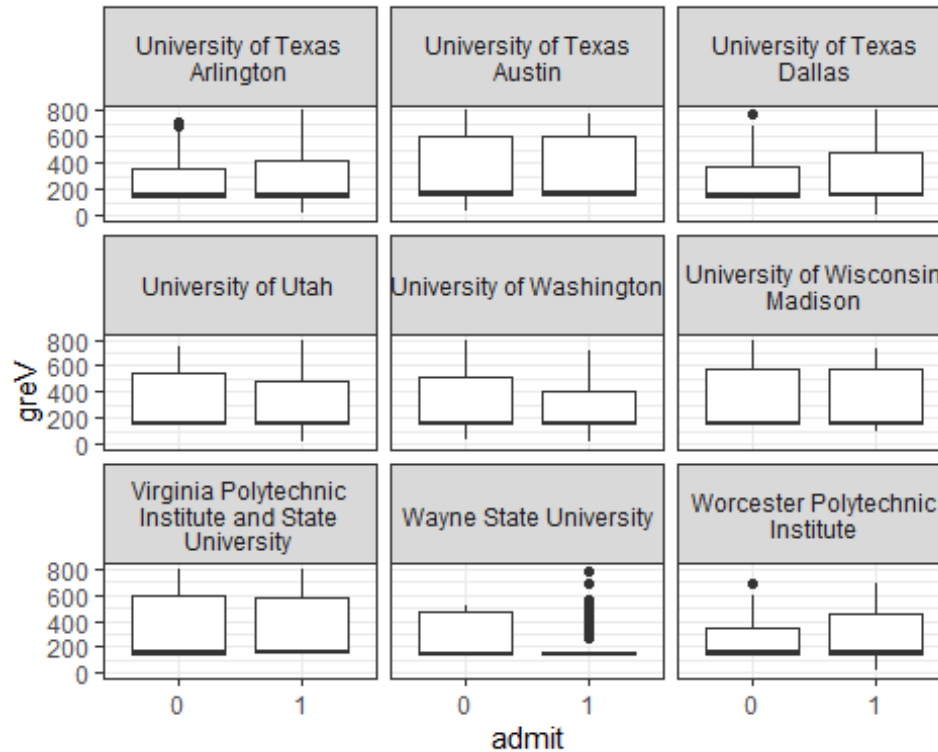 University of Texas
Arlington
University of Texas
Austin
University of Texas
Dallas
800
600
400
200
0
University of Utah
University of Washington
University of Wisconsin
Madison
800
600
400
200
0
greV
Virginia Polytechnic
Institute and State
University
Wayne State University
Worcester Polytechnic
Institute
800
600
400
200
0
0
1
0
1
0
1
admit